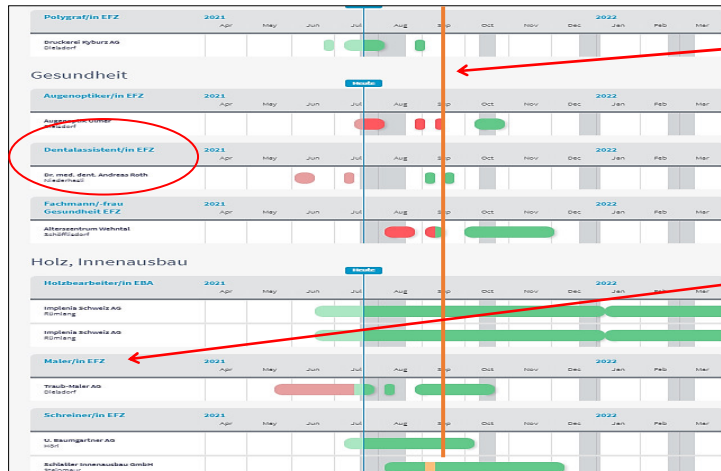 Polygraf/in EFZ 2021 2022
Apr May Jun Jul Aug Sep Oct Nov Dec Jan Feb Mar
Druckerei Kyburz AG
Dielsdorf
Gesundheit
Heute
Augenoptiker/in EFZ 2021 2022
Apr May Jun Jul Aug Sep Oct Nov Dec Jan Feb Mar
Dielsdorf
Dentalassistent/in EFZ 2021 2022
Apr May Jun Jul Aug Sep Oct Nov Dec Jan Feb Mar
Dr. med. dent. Andreas Roth
Niederhasli
Fachmann/-frau 2021 2022
Gesundheit EFZ Apr May Jun Jul Aug Sep Oct Nov Dec Jan Feb Mar
Alterszentrum Wehntal
Schöfflisdorf
Holz, Innenausbau
Heute
Holzbearbeiter/in EBA 2021 2022
Apr May Jun Jul Aug Sep Oct Nov Dec Jan Feb Mar
Implenia Schweiz AG
Rümlang
Implenia Schweiz AG
Rümlang
Maler/in EFZ 2021 2022
Apr May Jun Jul Aug Sep Oct Nov Dec Jan Feb Mar
Traub-Maler AG
Dielsdorf
Schreiner/in EFZ 2021 2022
Apr May Jun Jul Aug Sep Oct Nov Dec Jan Feb Mar
U. Baumgartner AG
Höri
Schlatter Innenausbau GmbH
Steinmaur